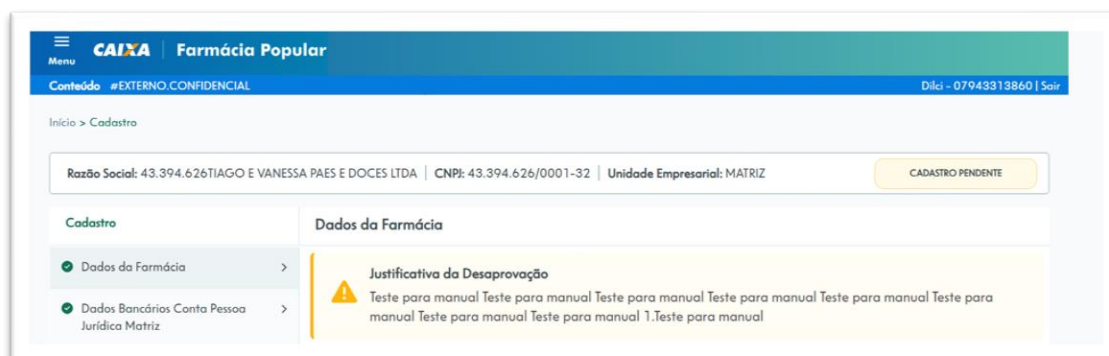 Menu
CAIXA | Farmácia Popular
Conteúdo #EXTERNO.CONFIDENCIAL
Dilci - 07943313860 | Sair
Início > Cadastro
Razão Social: 43.394.626TIAGO E VANESSA PAES E DOCES LTDA | CNPJ: 43.394.626/0001-32 | Unidade Empresarial: MATRIZ
CADASTRO PENDENTE
Cadastro
Dados da Farmácia >
Dados Bancários Conta Pessoa >
Jurídica Matriz
Dados da Farmácia
Justificativa da Desaprovação
Teste para manual Teste para manual Teste para manual Teste para manual Teste para manual Teste para
manual Teste para manual Teste para manual 1.Teste para manual